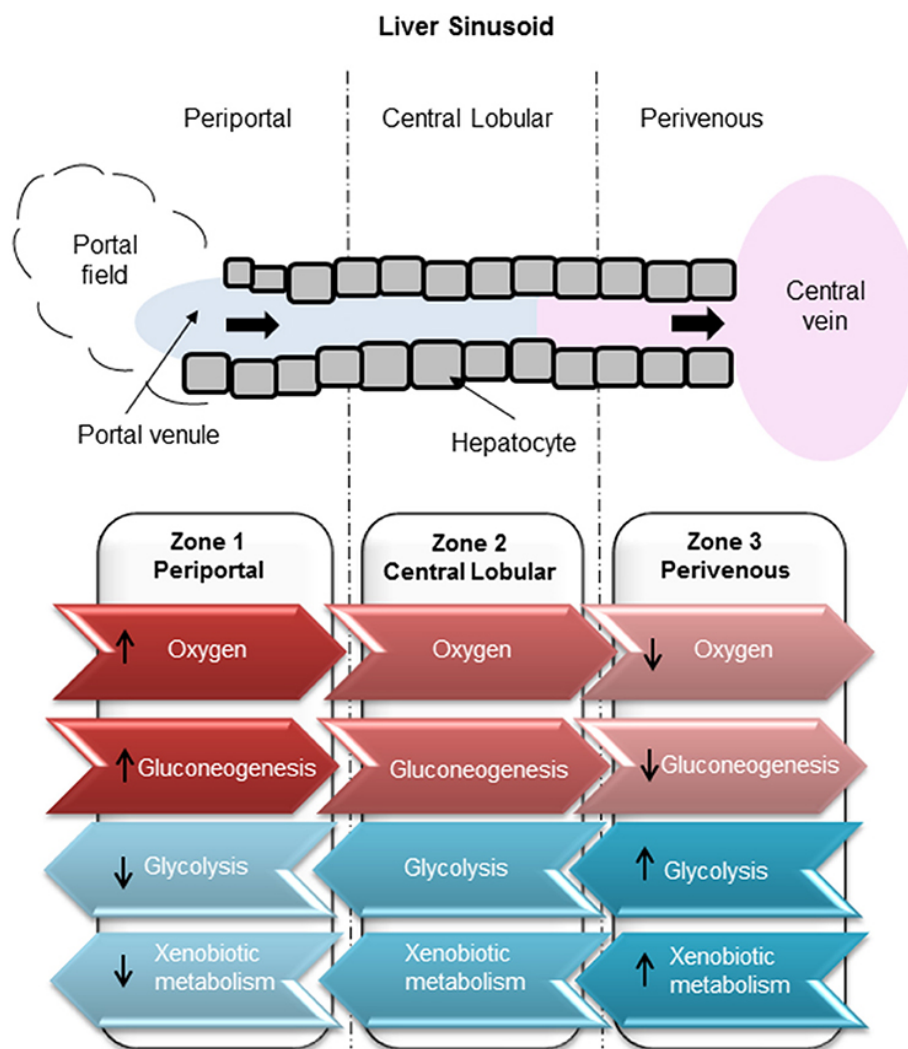 Liver Sinusoid
Periportal
Central Lobular
Perivenous
Portal
field
Central
vein
Portal venule
Hepatocyte
Zone 1
Periportal
Zone 2
Central Lobular
Zone 3
Perivenous
↑ Oxygen
Oxygen
↓ Oxygen
↑ Gluconeogenesis
Gluconeogenesis
↓ Gluconeogenesis
↓ Glycolysis
Glycolysis
↑ Glycolysis
↓ Xenobiotic
metabolism
Xenobiotic
metabolism
↑ Xenobiotic
metabolism